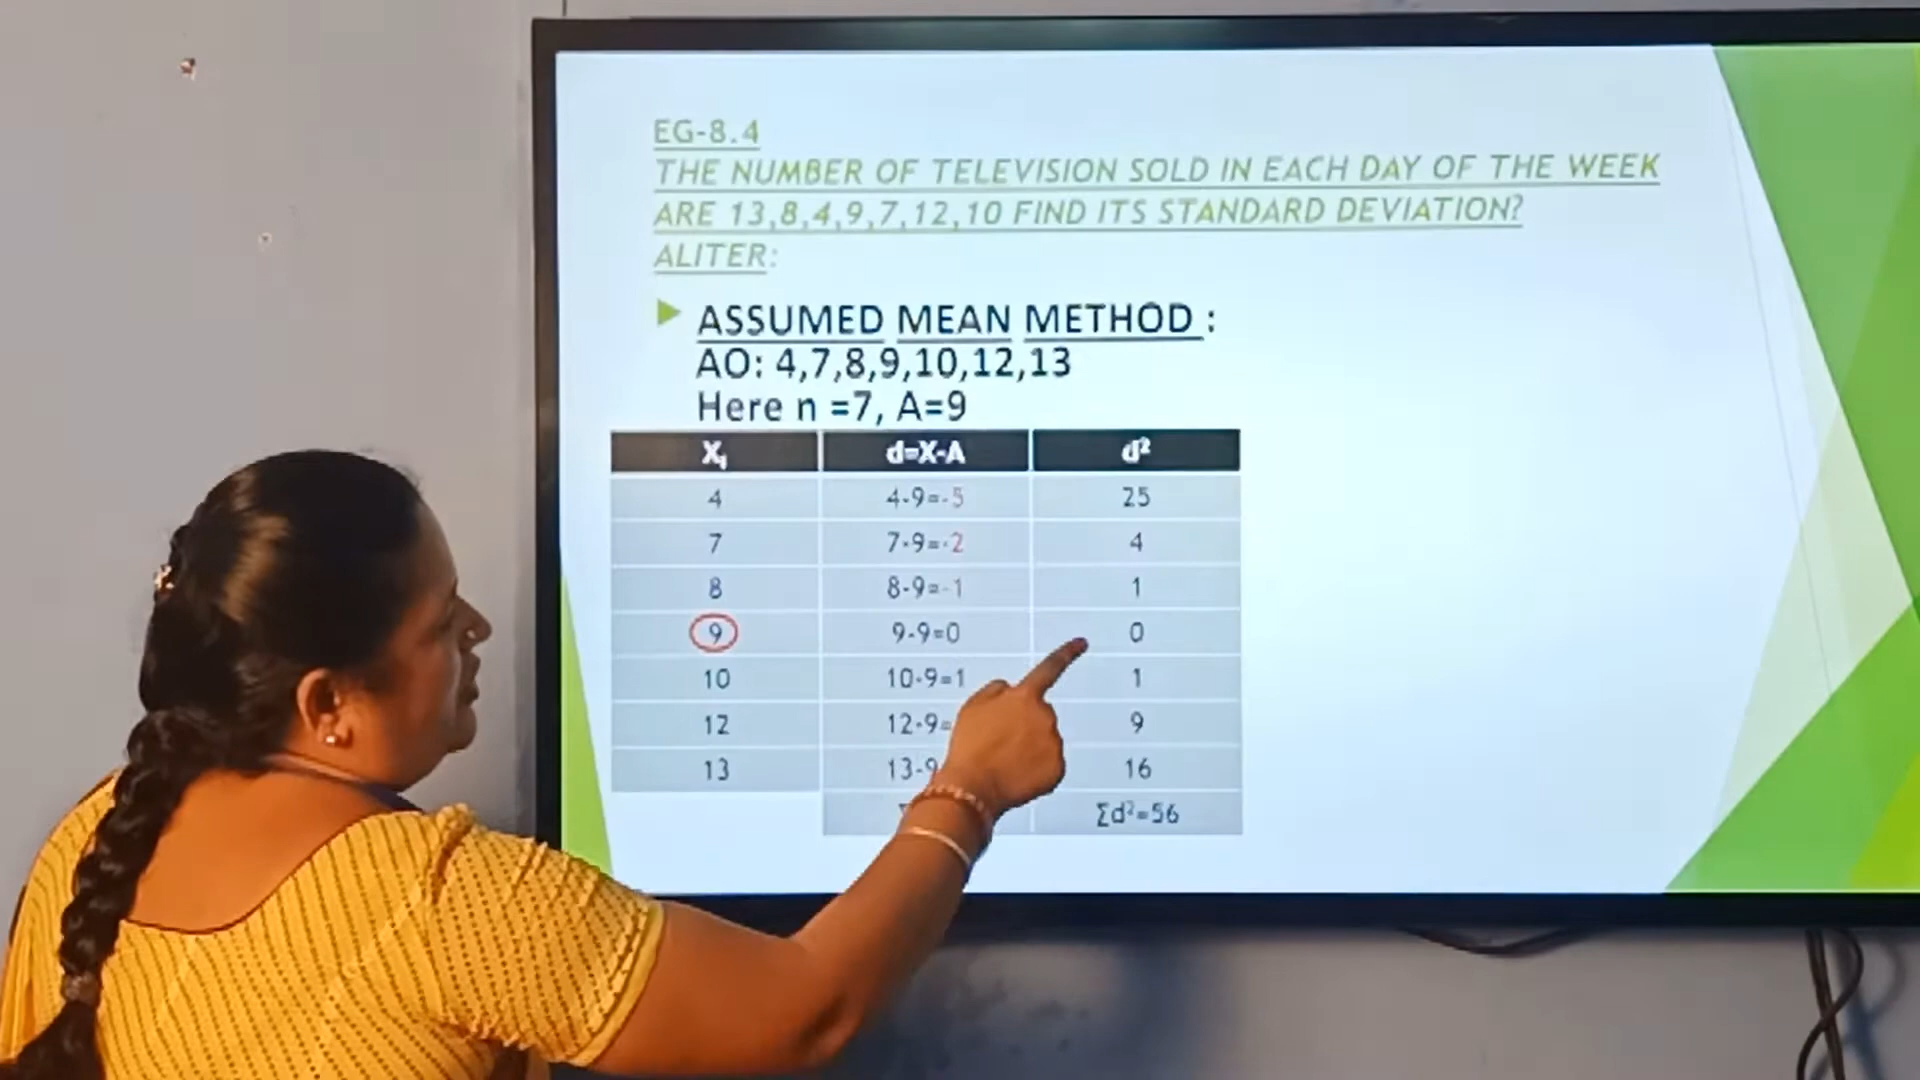 EG-8.4
THE NUMBER OF TELEVISION SOLD IN EACH DAY OF THE WEEK
ARE 13,8,4,9,7,12,10 FIND ITS STANDARD DEVIATION?
ALITER:
ASSUMED MEAN METHOD :
AO: 4,7,8,9,10,12,13
Here n =7, A=9
X₁ d=X-A d²
4 4-9=-5 25
7 7-9=-2 4
8 8-9=-1 1
9 9-9=0 0
10 10-9=1 1
12 12-9= 9
13 13-9 16
Σd²=56